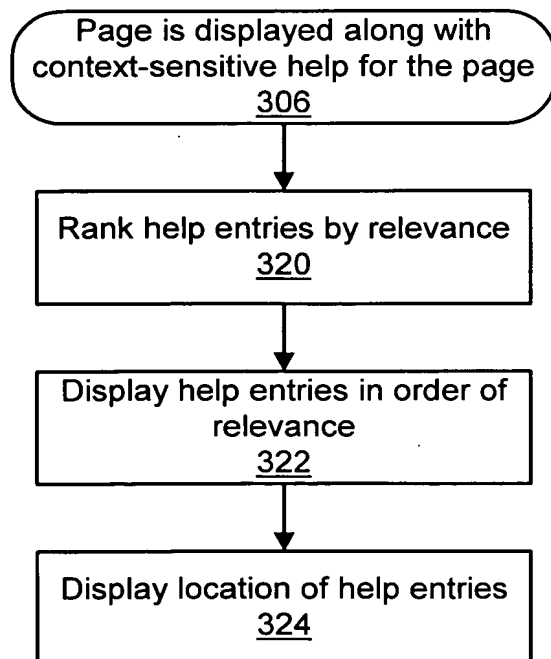 Page is displayed along with
context-sensitive help for the page
306
Rank help entries by relevance
320
Display help entries in order of
relevance
322
Display location of help entries
324